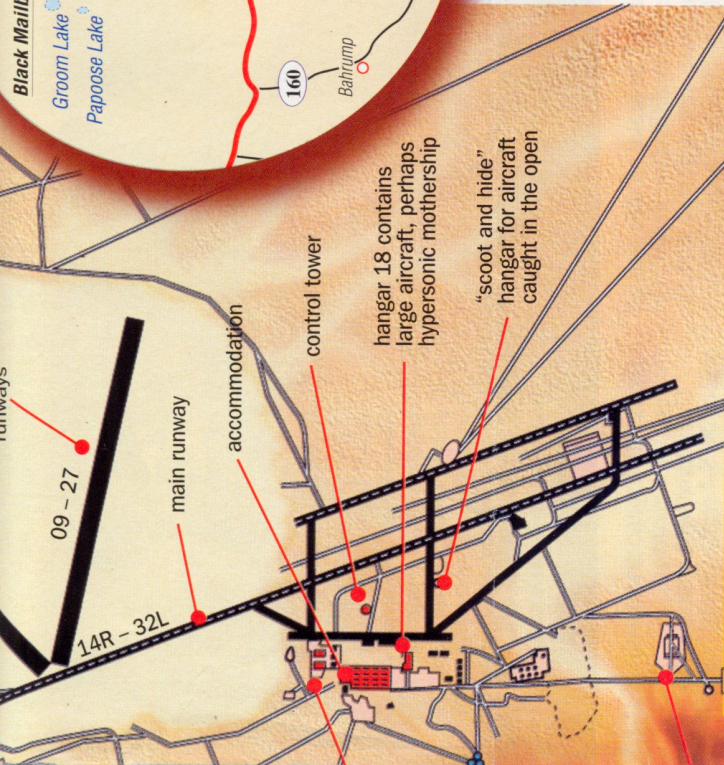 Black Mailb
Groom Lake
Papoose Lake
160
Bahrump
runways
09 – 27
main runway
14R – 32L
accommodation
control tower
hangar 18 contains
large aircraft, perhaps
hypersonic mothership
"scoot and hide"
hangar for aircraft
caught in the open